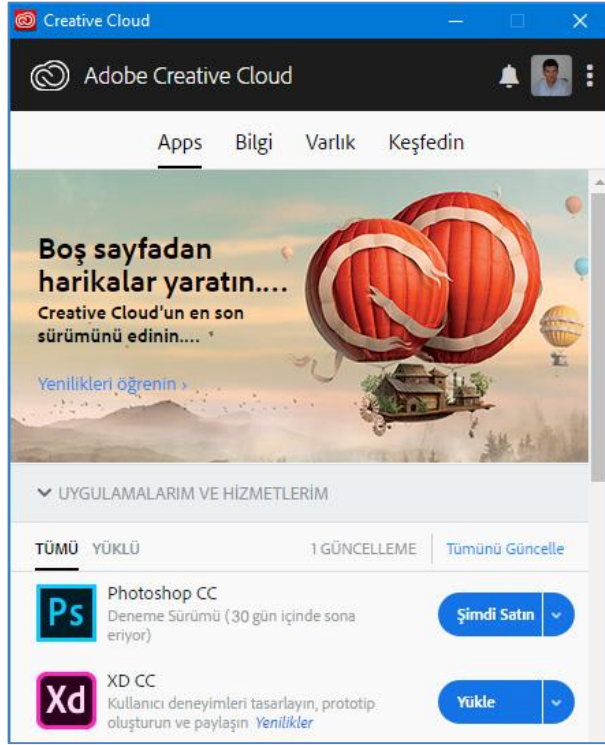 Creative Cloud
Adobe Creative Cloud
Apps Bilgi Varlık Keşfedin
Boş sayfadan
harikalar yaratın....
Creative Cloud'un en son
sürümünü edinin....
Yenilikleri öğrenin ›
UYGULAMALARIM VE HİZMETLERİM
TÜMÜ YÜKLÜ 1 GÜNCELLEME Tümünü Güncelle
Ps
Photoshop CC
Deneme Sürümü (30 gün içinde sona
eriyor)
Şimdi Satın
Xd
XD CC
Kullanıcı deneyimleri tasarlayın, prototip
oluşturun ve paylaşın Yenilikler
Yükle